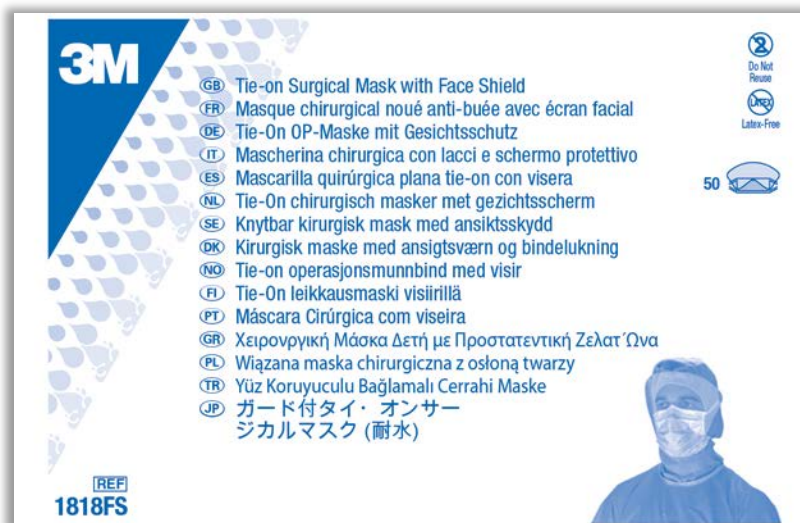 3M
Do Not
Reuse
LATEX
Latex-Free
50
GB Tie-on Surgical Mask with Face Shield
FR Masque chirurgical noué anti-buée avec écran facial
DE Tie-On OP-Maske mit Gesichtsschutz
IT Mascherina chirurgica con lacci e schermo protettivo
ES Mascarilla quirúrgica plana tie-on con visera
NL Tie-On chirurgisch masker met gezichtsscherm
SE Knytbar kirurgisk mask med ansiktsskydd
DK Kirurgisk maske med ansigtsværn og bindelukning
NO Tie-on operasjonsmunnbind med visir
FI Tie-On leikkausmaski visiirillä
PT Máscara Cirúrgica com viseira
GR Χειρονργική Μάσκα Δετή με Προστατεντική Ζελατ΄Ωνα
PL Wiązana maska chirurgiczna z osłoną twarzy
TR Yüz Koruyuculu Bağlamalı Cerrahi Maske
JP ガード付タイ・オンサー
ジカルマスク (耐水)
REF
1818FS